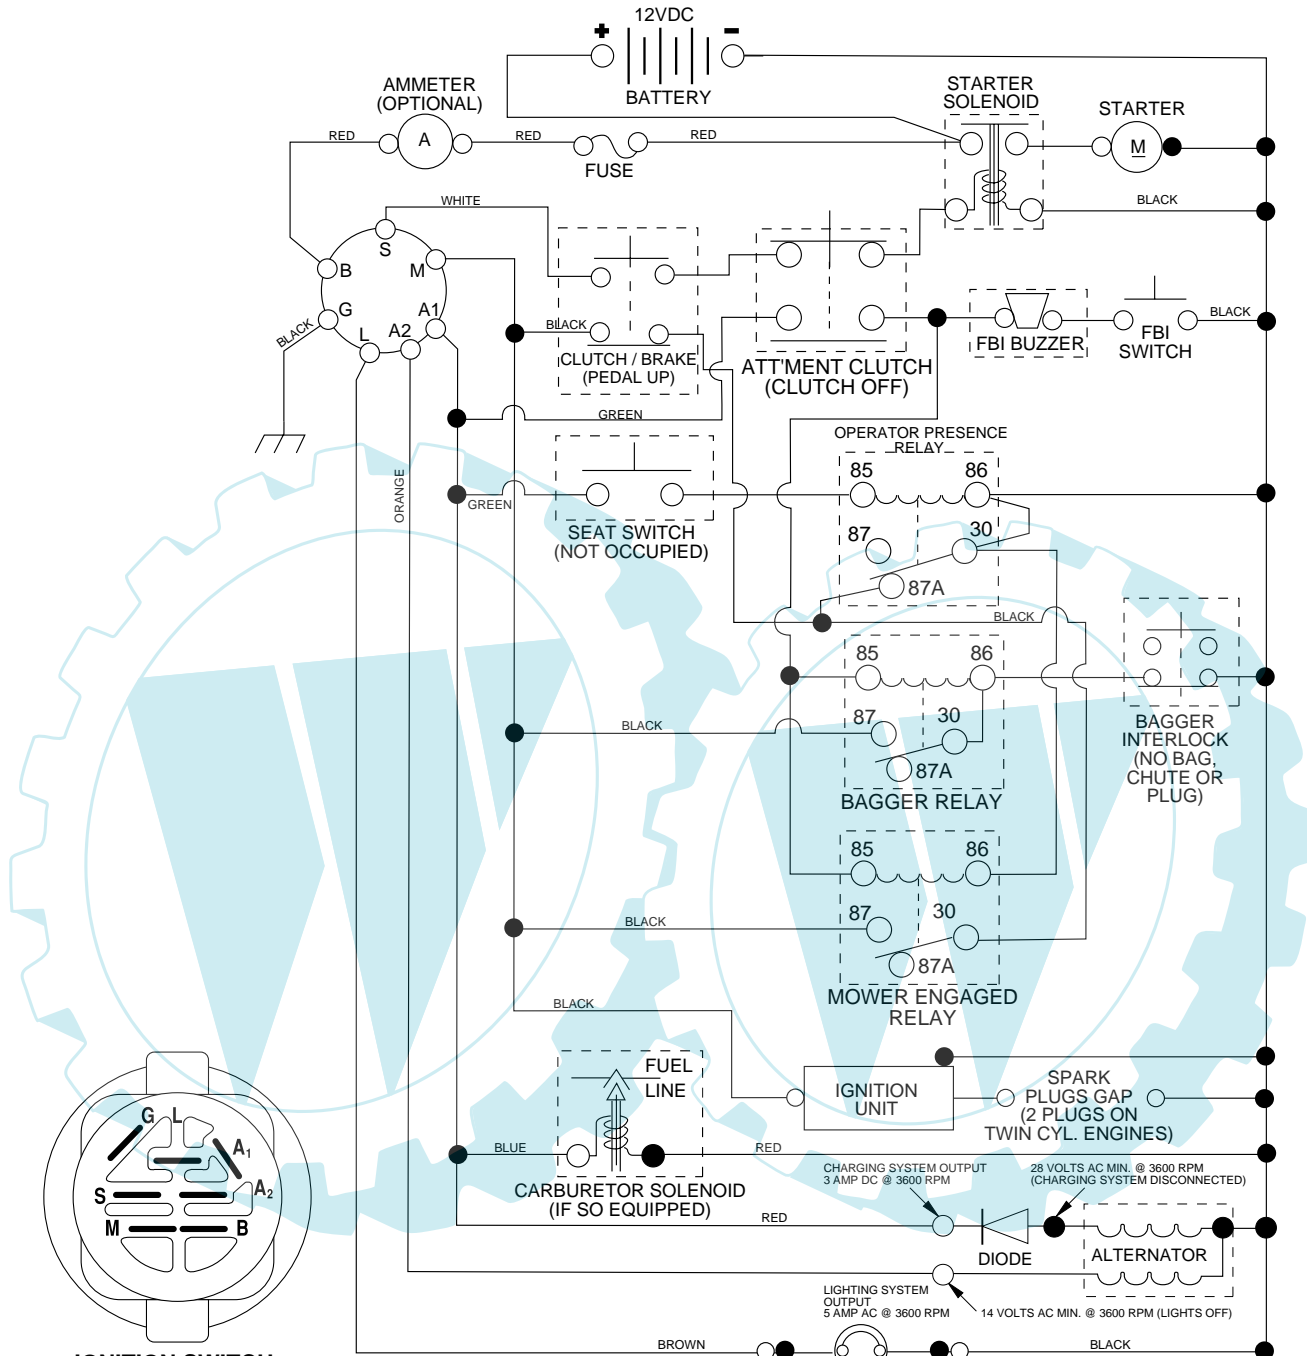 12VDC
+ -
BATTERY
AMMETER
(OPTIONAL)
STARTER
SOLENOID
STARTER
RED
A
RED
FUSE
RED
M
BLACK
WHITE
S
B
M
G
A1
L
A2
BLACK
BLACK
CLUTCH / BRAKE
(PEDAL UP)
ATT'MENT CLUTCH
(CLUTCH OFF)
FBI BUZZER
FBI
SWITCH
BLACK
GREEN
OPERATOR PRESENCE
RELAY
85 86
ORANGE
GREEN
SEAT SWITCH
(NOT OCCUPIED)
87 30
87A
BLACK
85 86
BLACK
87 30
87A
BAGGER RELAY
BAGGER
INTERLOCK
(NO BAG,
CHUTE OR
PLUG)
85 86
BLACK
87 30
87A
MOWER ENGAGED
RELAY
BLACK
FUEL
LINE
IGNITION
UNIT
SPARK
PLUGS GAP
(2 PLUGS ON
TWIN CYL. ENGINES)
BLUE
RED
CARBURETOR SOLENOID
(IF SO EQUIPPED)
CHARGING SYSTEM OUTPUT
3 AMP DC @ 3600 RPM
28 VOLTS AC MIN. @ 3600 RPM
(CHARGING SYSTEM DISCONNECTED)
RED
DIODE
ALTERNATOR
LIGHTING SYSTEM
OUTPUT
5 AMP AC @ 3600 RPM
14 VOLTS AC MIN. @ 3600 RPM (LIGHTS OFF)
BROWN
BLACK
G L
A1
A2
S
M B
IGNITION SWITCH